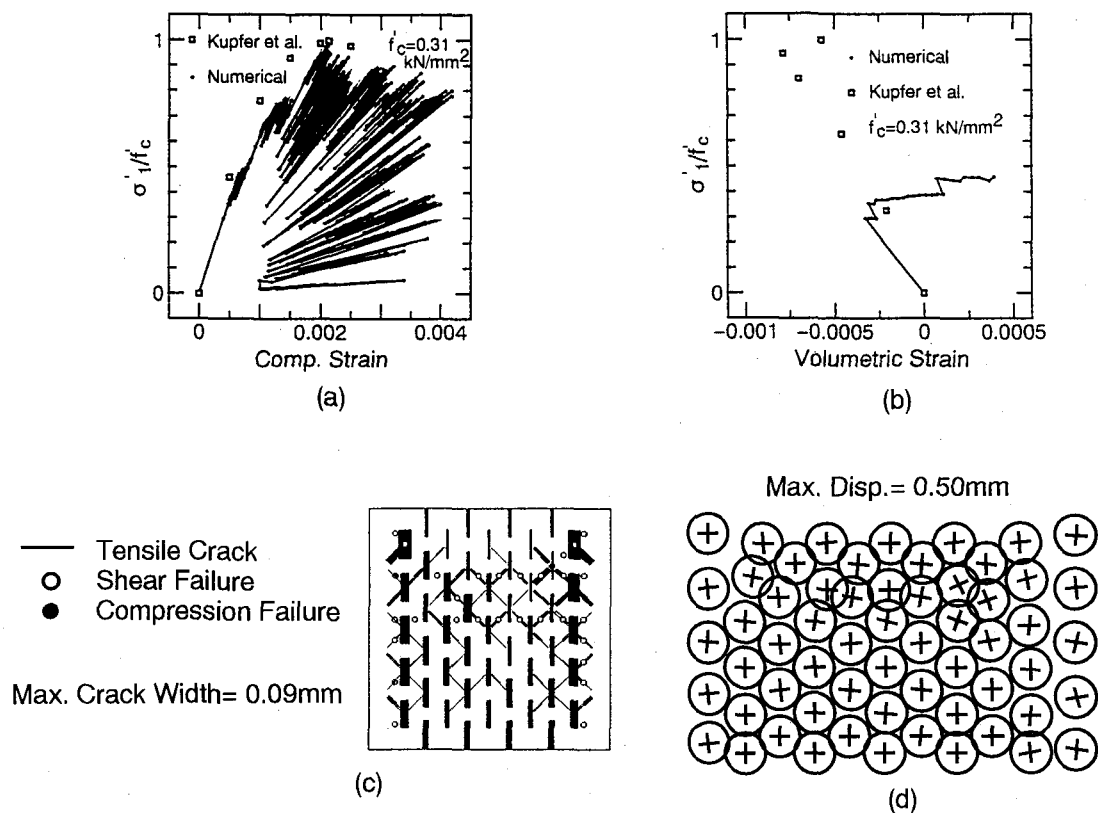 1
□ Kupfer et al.
• Numerical
f'c=0.31
kN/mm²
σ'1/f'c
0
0 0.002 0.004
Comp. Strain
(a)
1
• Numerical
□ Kupfer et al.
f'c=0.31 kN/mm²
σ'1/f'c
0
−0.001 −0.0005 0 0.0005
Volumetric Strain
(b)
Tensile Crack
Shear Failure
Compression Failure
Max. Crack Width= 0.09mm
(c)
Max. Disp.= 0.50mm
(d)